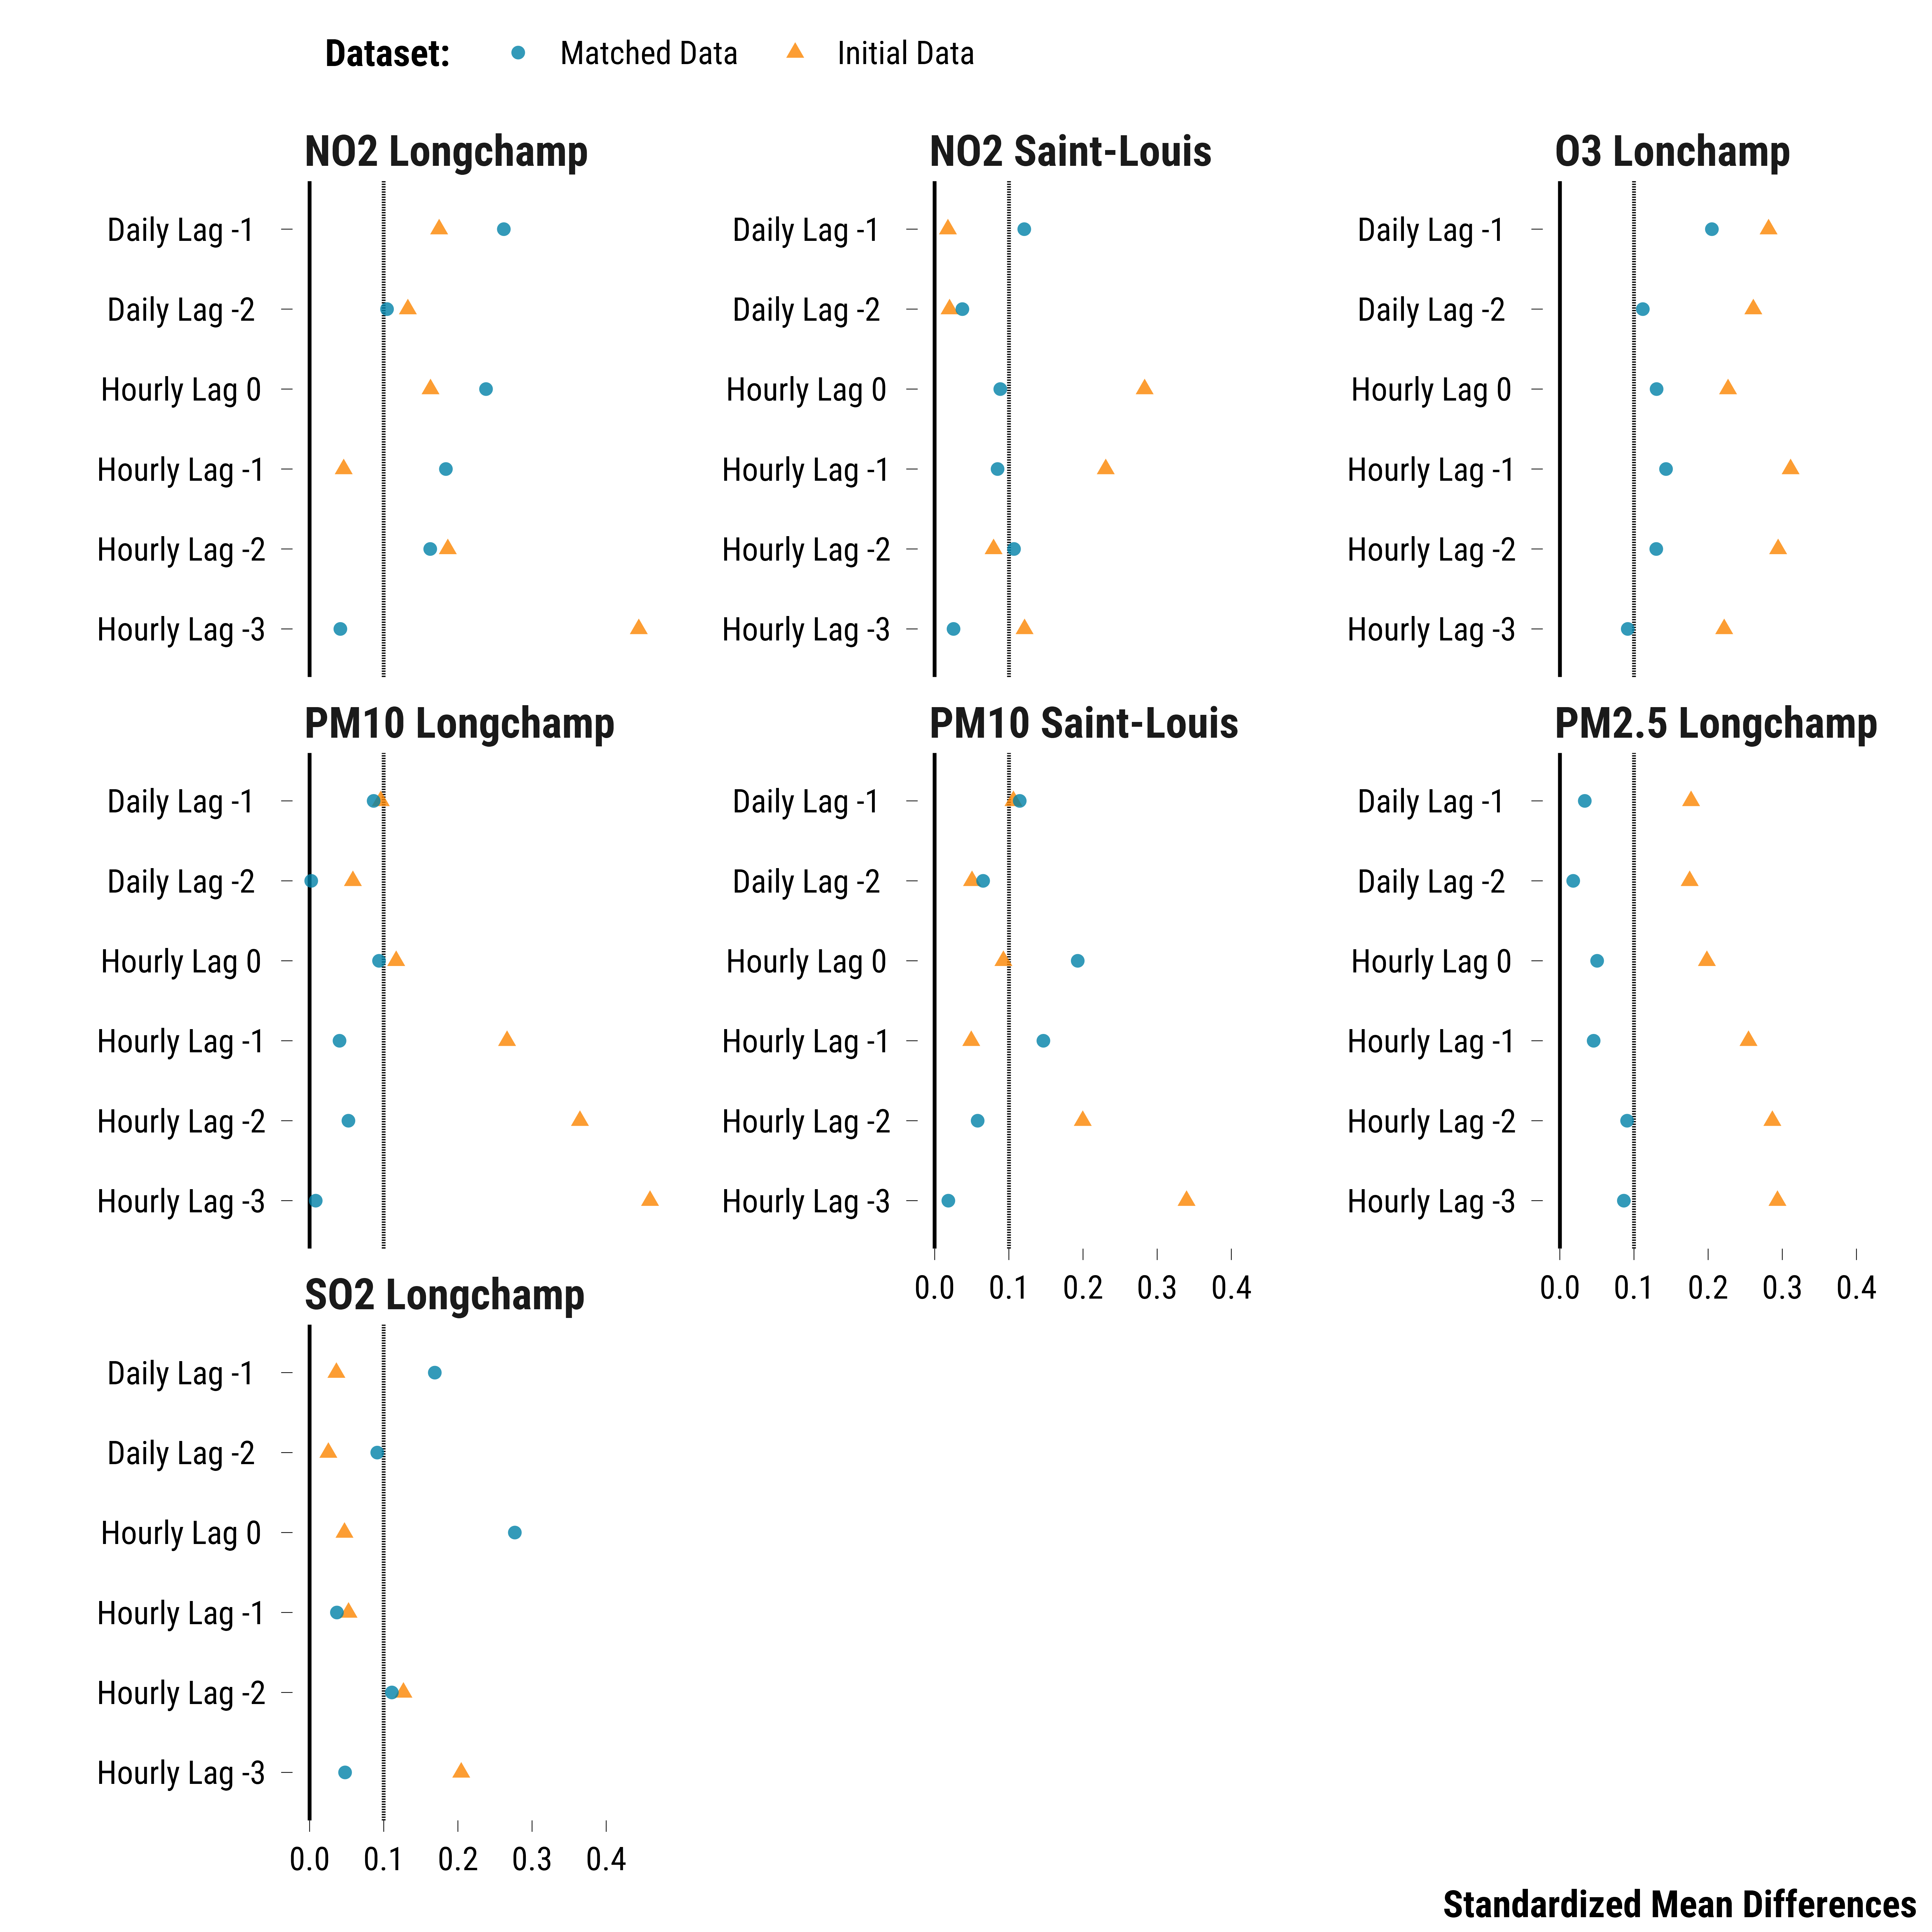 Dataset: Matched Data Initial Data
NO2 Longchamp NO2 Saint-Louis O3 Lonchamp
Daily Lag -1 Daily Lag -1 Daily Lag -1
Daily Lag -2 Daily Lag -2 Daily Lag -2
Hourly Lag 0 Hourly Lag 0 Hourly Lag 0
Hourly Lag -1 Hourly Lag -1 Hourly Lag -1
Hourly Lag -2 Hourly Lag -2 Hourly Lag -2
Hourly Lag -3 Hourly Lag -3 Hourly Lag -3
PM10 Longchamp PM10 Saint-Louis PM2.5 Longchamp
Daily Lag -1 Daily Lag -1 Daily Lag -1
Daily Lag -2 Daily Lag -2 Daily Lag -2
Hourly Lag 0 Hourly Lag 0 Hourly Lag 0
Hourly Lag -1 Hourly Lag -1 Hourly Lag -1
Hourly Lag -2 Hourly Lag -2 Hourly Lag -2
Hourly Lag -3 Hourly Lag -3 Hourly Lag -3
0.0 0.1 0.2 0.3 0.4 0.0 0.1 0.2 0.3 0.4
SO2 Longchamp
Daily Lag -1
Daily Lag -2
Hourly Lag 0
Hourly Lag -1
Hourly Lag -2
Hourly Lag -3
0.0 0.1 0.2 0.3 0.4
Standardized Mean Differences